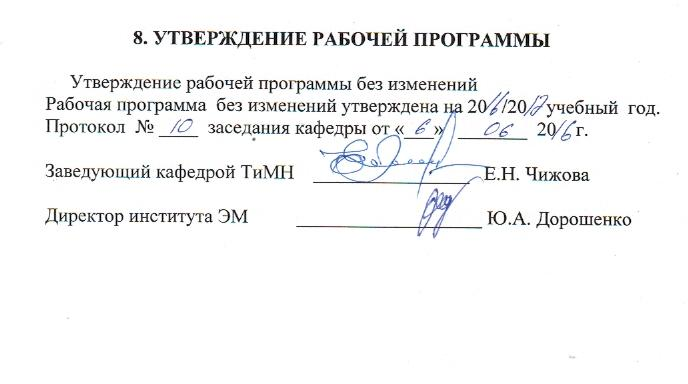 8. УТВЕРЖДЕНИЕ РАБОЧЕЙ ПРОГРАММЫ
Утверждение рабочей программы без изменений
Рабочая программа без изменений утверждена на 2016/2017 учебный год.
Протокол № 10 заседания кафедры от «6» 06 2016 г.
Заведующий кафедрой ТиМН Е.Н. Чижова
Директор института ЭМ Ю.А. Дорошенко